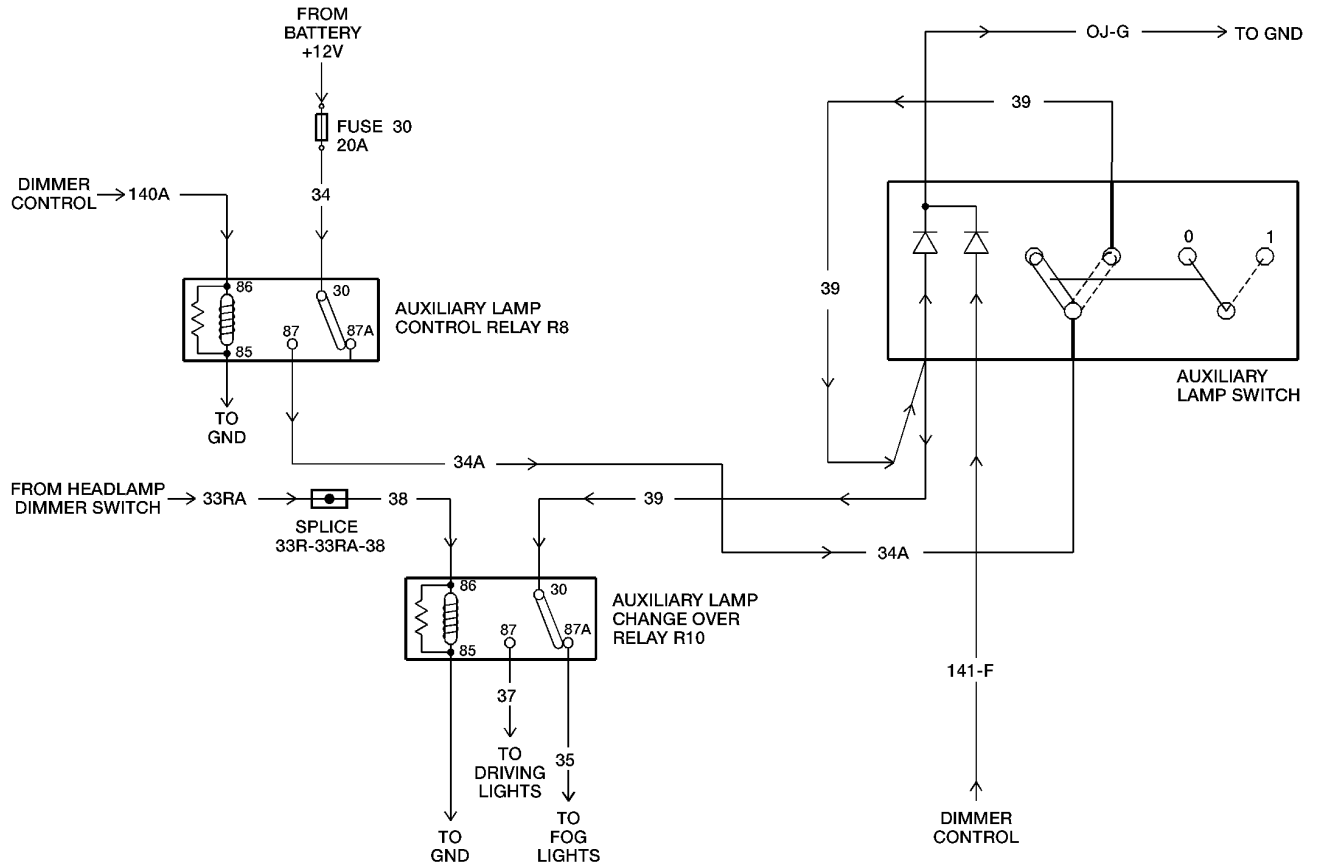 FROM
BATTERY
+12V
OJ-G
TO GND
39
FUSE 30
20A
DIMMER
CONTROL
140A
34
0
1
39
86
30
AUXILIARY LAMP
CONTROL RELAY R8
87
87A
85
AUXILIARY
LAMP SWITCH
TO
GND
34A
FROM HEADLAMP
DIMMER SWITCH
33RA
38
39
SPLICE
33R-33RA-38
34A
86
30
AUXILIARY LAMP
CHANGE OVER
RELAY R10
87
87A
85
141-F
37
TO
DRIVING
LIGHTS
35
TO
GND
TO
FOG
LIGHTS
DIMMER
CONTROL